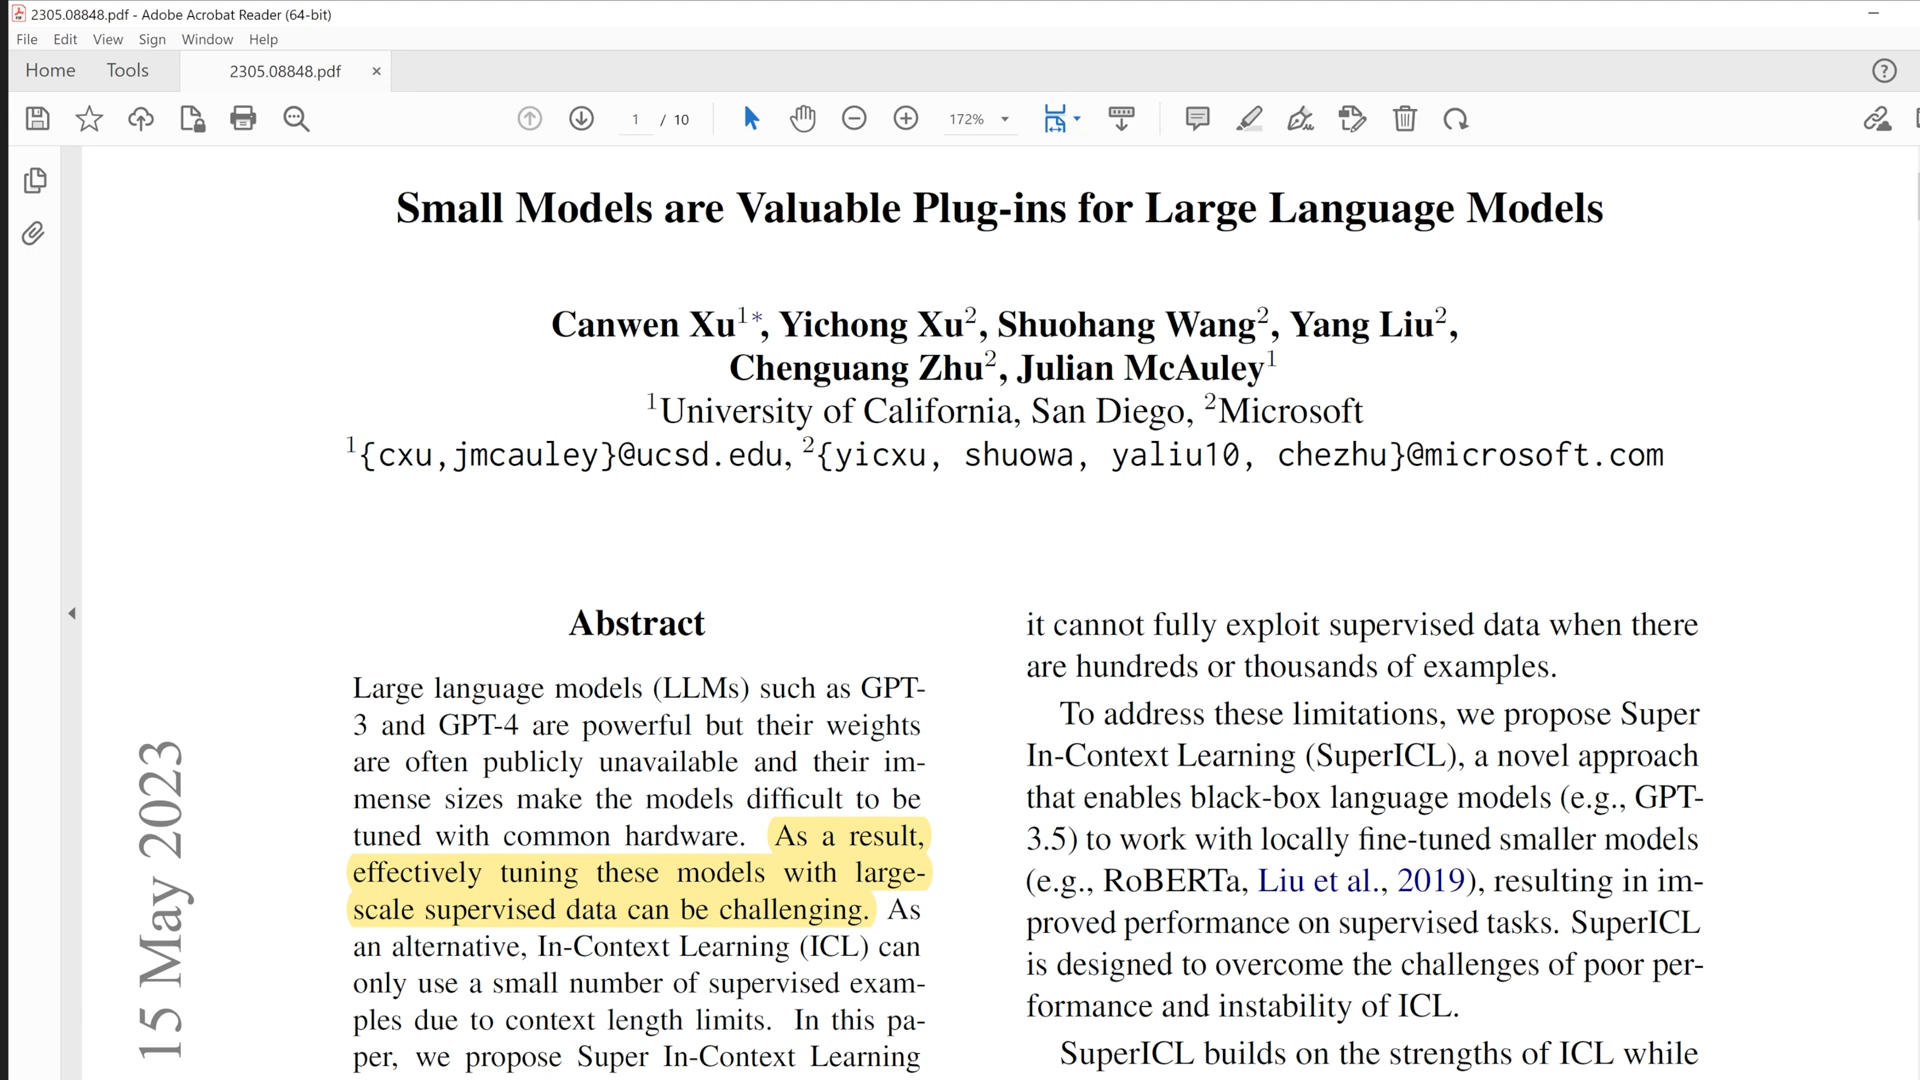 2305.08848.pdf - Adobe Acrobat Reader (64-bit)
File Edit View Sign Window Help
Home Tools 2305.08848.pdf ×
1 / 10 172%
Small Models are Valuable Plug-ins for Large Language Models
Canwen Xu1*, Yichong Xu2, Shuohang Wang2, Yang Liu2,
Chenguang Zhu2, Julian McAuley1
1University of California, San Diego, 2Microsoft
1{cxu,jmcauley}@ucsd.edu, 2{yicxu, shuowa, yaliu10, chezhu}@microsoft.com
15 May 2023
Abstract
Large language models (LLMs) such as GPT-
3 and GPT-4 are powerful but their weights
are often publicly unavailable and their im-
mense sizes make the models difficult to be
tuned with common hardware. As a result,
effectively tuning these models with large-
scale supervised data can be challenging. As
an alternative, In-Context Learning (ICL) can
only use a small number of supervised exam-
ples due to context length limits. In this pa-
per, we propose Super In-Context Learning
it cannot fully exploit supervised data when there
are hundreds or thousands of examples.
To address these limitations, we propose Super
In-Context Learning (SuperICL), a novel approach
that enables black-box language models (e.g., GPT-
3.5) to work with locally fine-tuned smaller models
(e.g., RoBERTa, Liu et al., 2019), resulting in im-
proved performance on supervised tasks. SuperICL
is designed to overcome the challenges of poor per-
formance and instability of ICL.
SuperICL builds on the strengths of ICL while